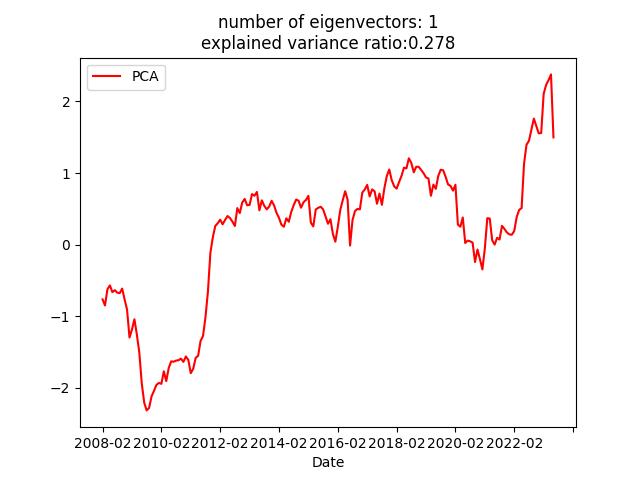 number of eigenvectors: 1
explained variance ratio:0.278
PCA
2
1
0
−1
−2
2008-02 2010-02 2012-02 2014-02 2016-02 2018-02 2020-02 2022-02
Date